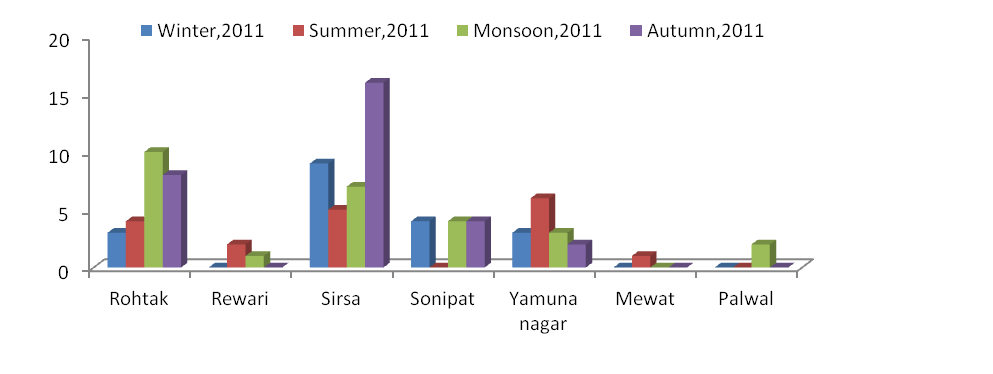 Winter,2011 Summer,2011 Monsoon,2011 Autumn,2011
20
15
10
5
0
Rohtak Rewari Sirsa Sonipat Yamuna nagar Mewat Palwal